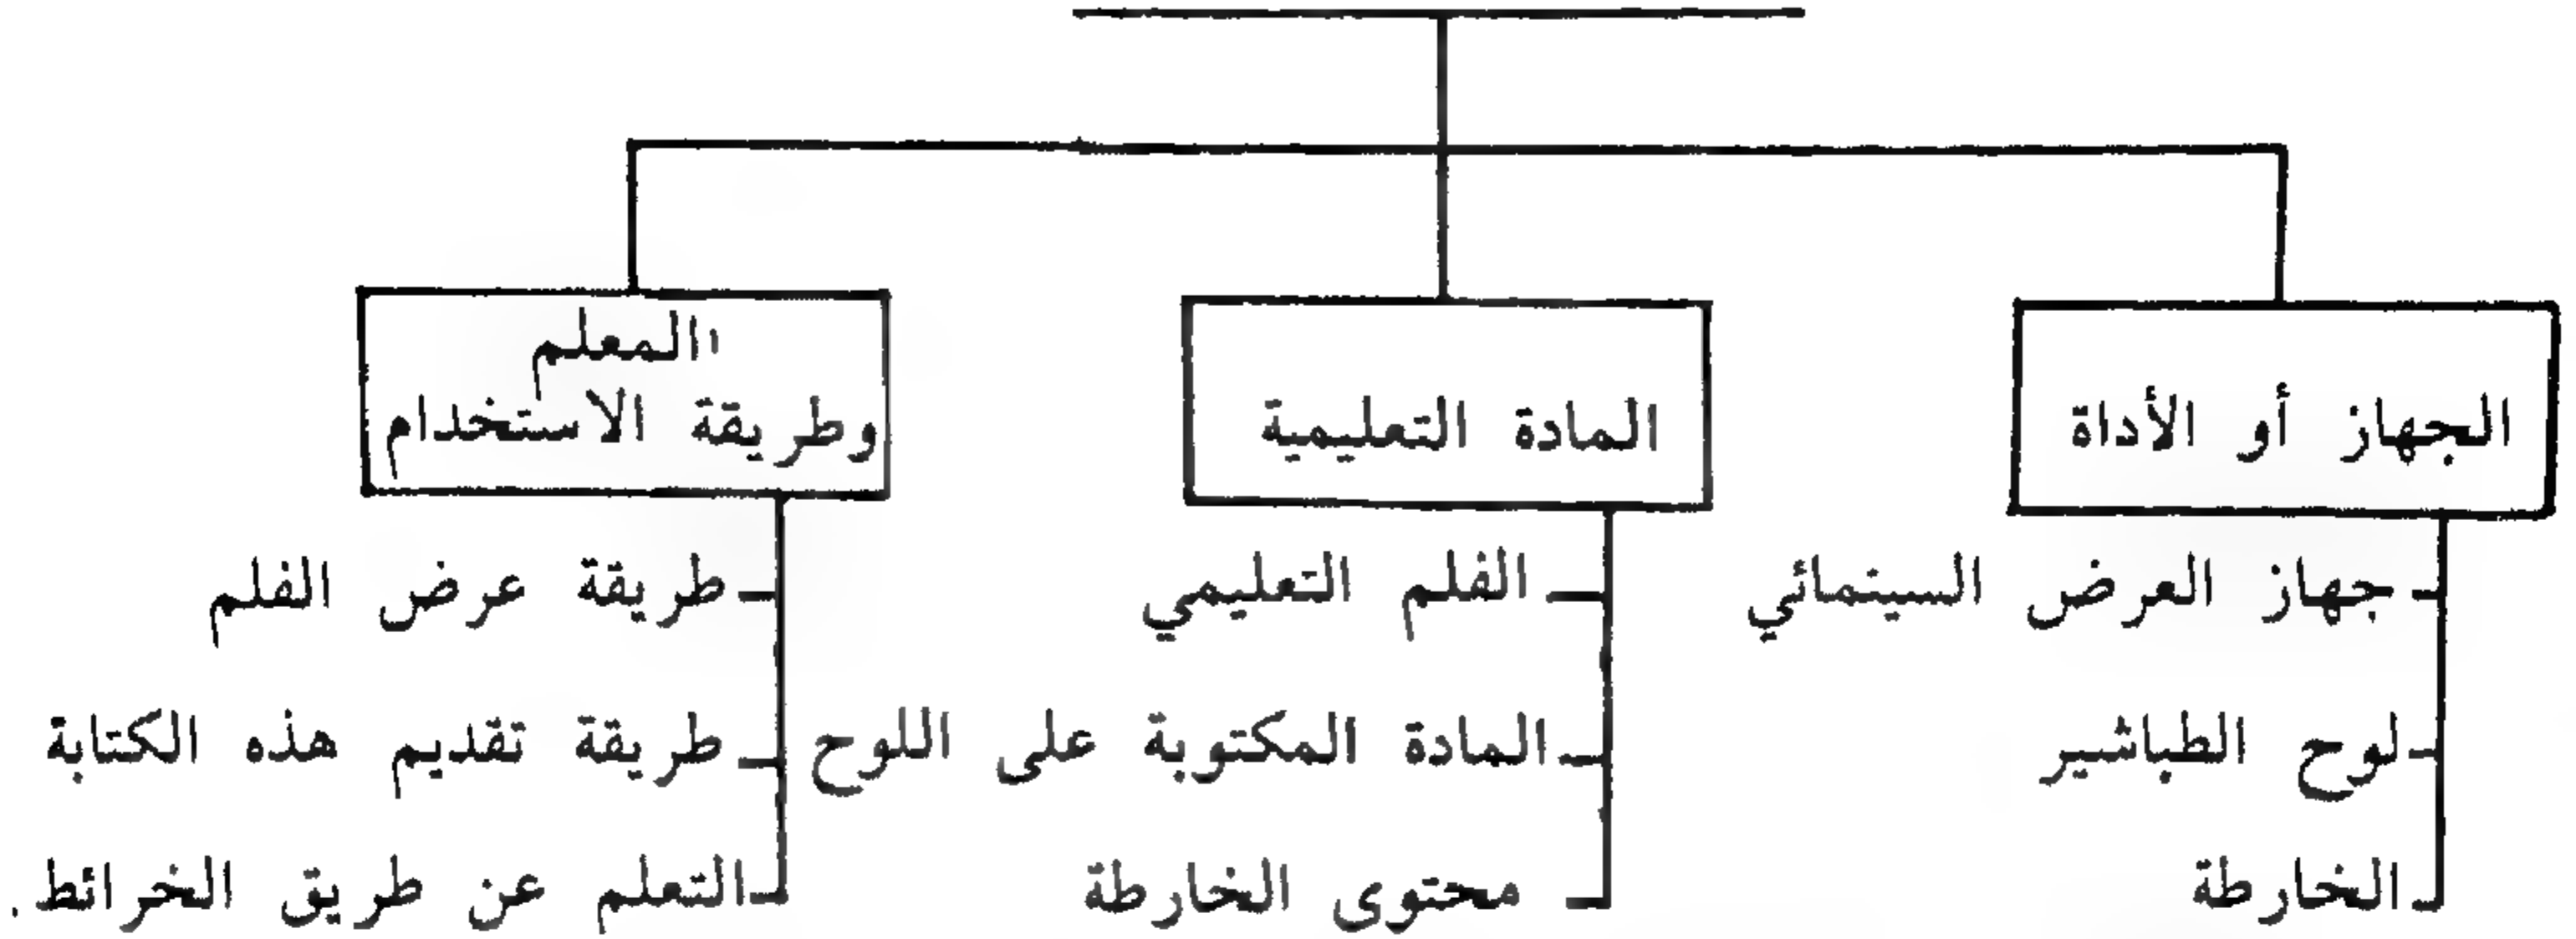 الجهاز أو الأداة
جهاز العرض السينمائي
لوح الطباشير
الخارطة
المادة التعليمية
الفلم التعليمي
المادة المكتوبة على اللوح
محتوى الخارطة
المعلم
وطريقة الاستخدام
طريقة عرض الفلم
طريقة تقديم هذه الكتابة
التعلم عن طريق الخرائط.